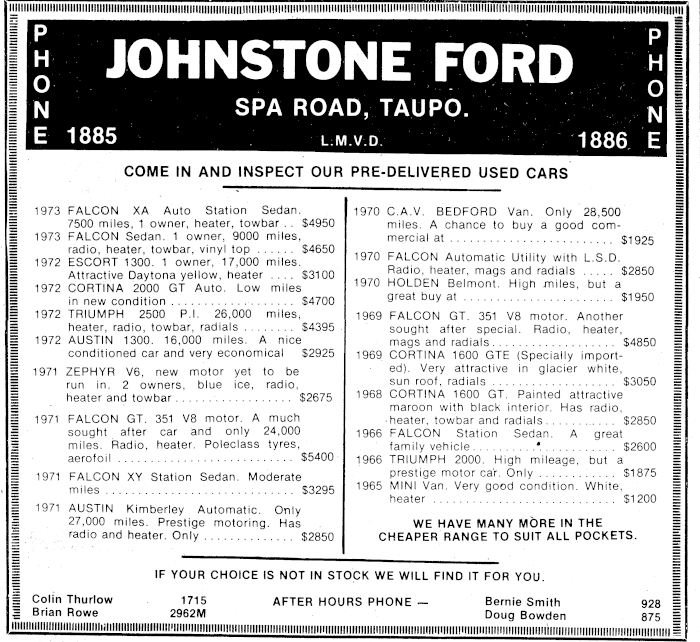 PHONE
JOHNSTONE FORD
PHONE
SPA ROAD, TAUPO.
1885
L.M.V.D.
1886
COME IN AND INSPECT OUR PRE-DELIVERED USED CARS
1973 FALCON XA Auto Station Sedan.
7500 miles, 1 owner, heater, towbar .. $4950
1973 FALCON Sedan. 1 owner, 9000 miles,
radio, heater, towbar, vinyl top ....... $4650
1972 ESCORT 1300. 1 owner, 17,000 miles.
Attractive Daytona yellow, heater .... $3100
1972 CORTINA 2000 GT Auto. Low miles
in new condition .................. $4700
1972 TRIUMPH 2500 P.I. 26,000 miles,
heater, radio, towbar, radials ........ $4395
1972 AUSTIN 1300. 16,000 miles. A nice
conditioned car and very economical $2925
1971 ZEPHYR V6, new motor yet to be
run in. 2 owners, blue ice, radio,
heater and towbar .................. $2675
1971 FALCON GT. 351 V8 motor. A much
sought after car and only 24,000
miles. Radio, heater. Poleclass tyres,
aerofoil ........................... $5400
1971 FALCON XY Station Sedan. Moderate
miles ............................ $3295
1971 AUSTIN Kimberley Automatic. Only
27,000 miles. Prestige motoring. Has
radio and heater. Only .............. $2850
1970 C.A.V. BEDFORD Van. Only 28,500
miles. A chance to buy a good com-
mercial at ........................ $1925
1970 FALCON Automatic Utility with L.S.D.
Radio, heater, mags and radials ..... $2850
1970 HOLDEN Belmont. High miles, but a
great buy at ...................... $1950
1969 FALCON GT. 351 V8 motor. Another
sought after special. Radio, heater,
mags and radials .................... $4850
1969 CORTINA 1600 GTE (Specially import-
ed). Very attractive in glacier white,
sun roof, radials .................... $3050
1968 CORTINA 1600 GT. Painted attractive
maroon with black interior. Has radio,
heater, towbar and radials ........... $2850
1966 FALCON Station Sedan. A great
family vehicle ...................... $2600
1966 TRIUMPH 2000. High mileage, but a
prestige motor car. Only ............. $1875
1965 MINI Van. Very good condition. White,
heater ............................ $1200
WE HAVE MANY MORE IN THE
CHEAPER RANGE TO SUIT ALL POCKETS.
IF YOUR CHOICE IS NOT IN STOCK WE WILL FIND IT FOR YOU.
Colin Thurlow 1715 AFTER HOURS PHONE — Bernie Smith 928
Brian Rowe 2962M Doug Bowden 875